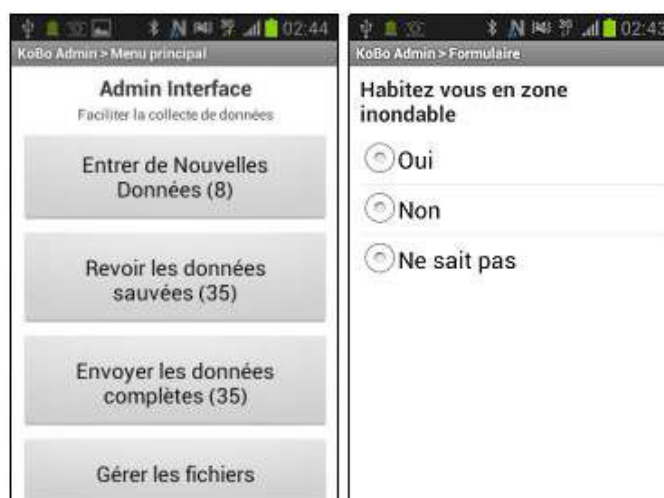 02:44
KoBo Admin > Menu principal
Admin Interface
Faciliter la collecte de données
Entrer de Nouvelles
Données (8)
Revoir les données
sauvées (35)
Envoyer les données
complètes (35)
Gérer les fichiers
02:43
KoBo Admin > Formulaire
Habitez vous en zone
inondable
Oui
Non
Ne sait pas